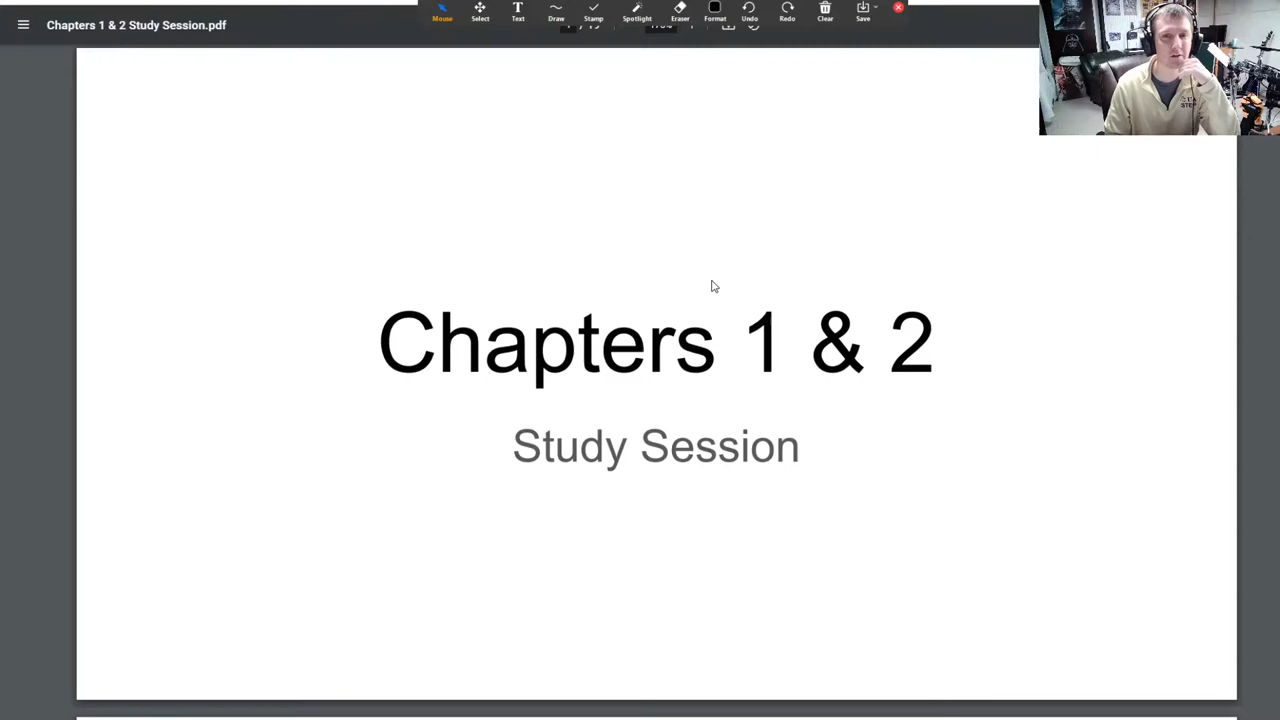 Chapters 1 & 2 Study Session.pdf
Mouse Select Text Draw Stamp Spotlight Eraser Format Undo Redo Clear Save
Chapters 1 & 2
Study Session